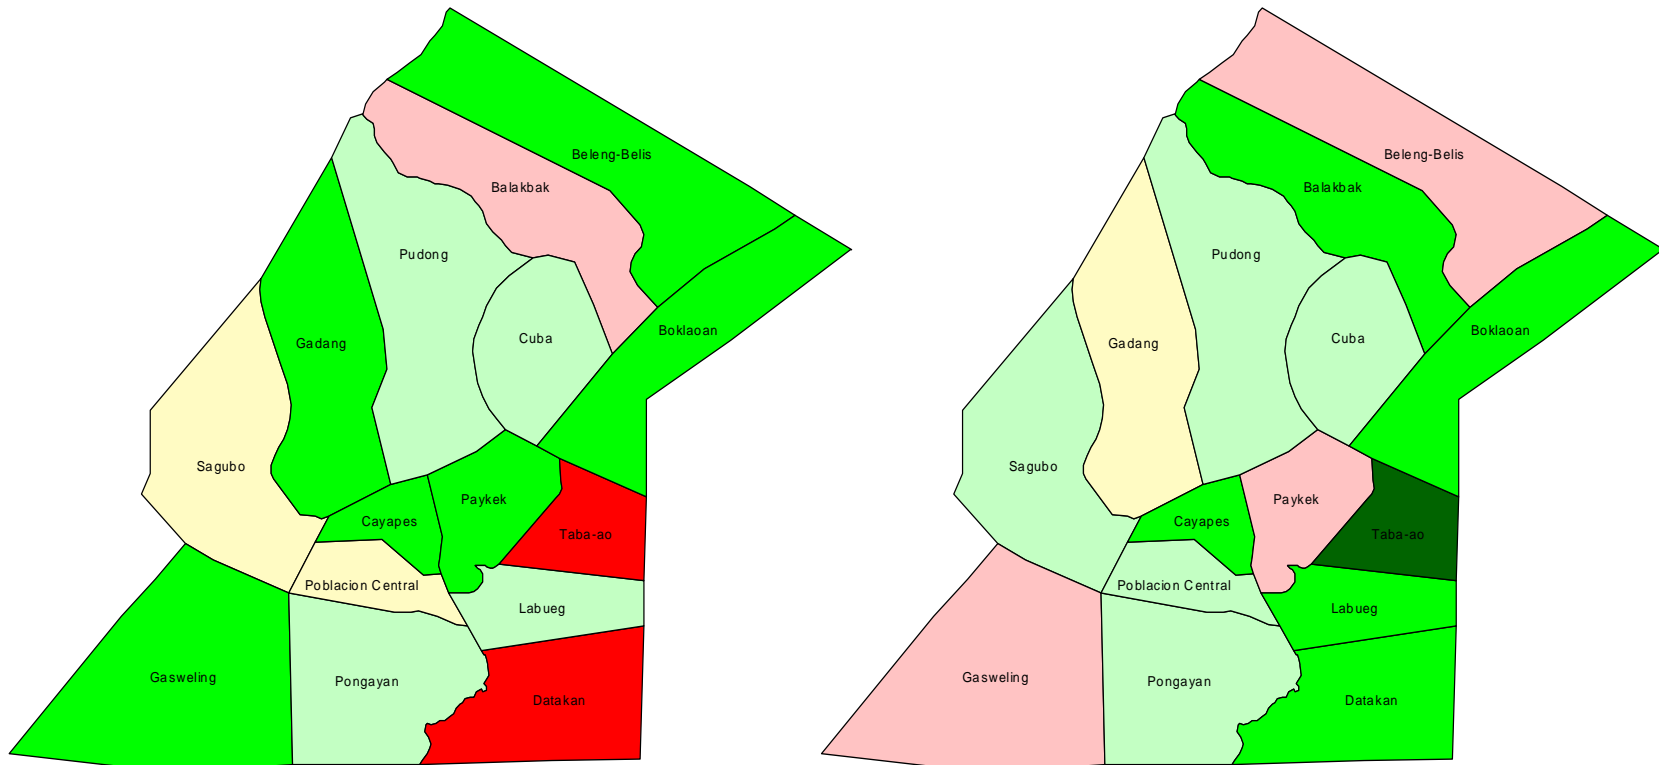 Beleng-Belis
Balakbak
Pudong
Boklaoan
Cuba
Gadang
Sagubo
Paykek
Cayapes
Taba-ao
Poblacion Central
Labueg
Gasweling
Pongayan
Datakan
Beleng-Belis
Balakbak
Pudong
Boklaoan
Cuba
Gadang
Sagubo
Paykek
Cayapes
Taba-ao
Poblacion Central
Labueg
Gasweling
Pongayan
Datakan